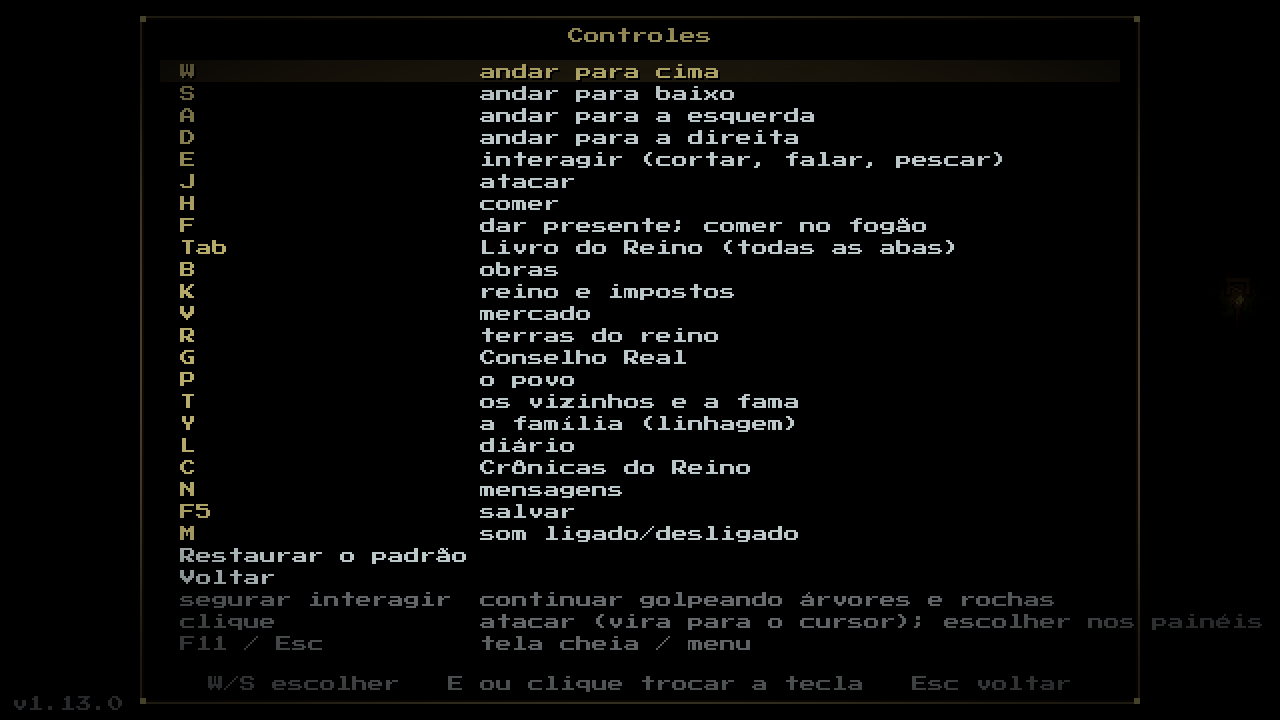 Controles
W andar para cima
S andar para baixo
A andar para a esquerda
D andar para a direita
E interagir (cortar, falar, pescar)
J atacar
H comer
F dar presente; comer no fogão
Tab Livro do Reino (todas as abas)
B obras
K reino e impostos
V mercado
R terras do reino
G Conselho Real
P o povo
T os vizinhos e a fama
Y a família (linhagem)
L diário
C Crônicas do Reino
N mensagens
F5 salvar
M som ligado/desligado
Restaurar o padrão
Voltar
segurar interagir continuar golpeando árvores e rochas
clique atacar (vira para o cursor); escolher nos painéis
F11 / Esc tela cheia / menu
W/S escolher E ou clique trocar a tecla Esc voltar
v1.13.0